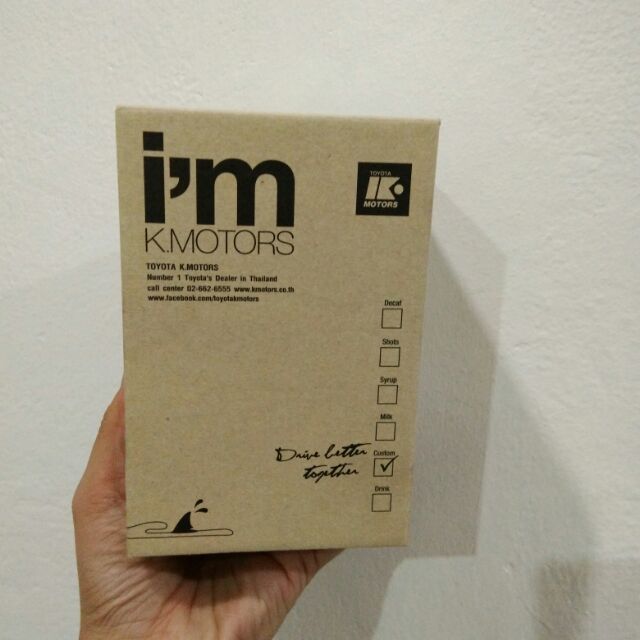 i'm
K.MOTORS
TOYOTA
K
MOTORS
TOYOTA K.MOTORS
Number 1 Toyota's Dealer in Thailand
call center 02-662-6555 www.kmotors.co.th
www.facebook.com/toyotakmotors
Decaf
Shots
Syrup
Milk
Custom
Drink
Drive better
together